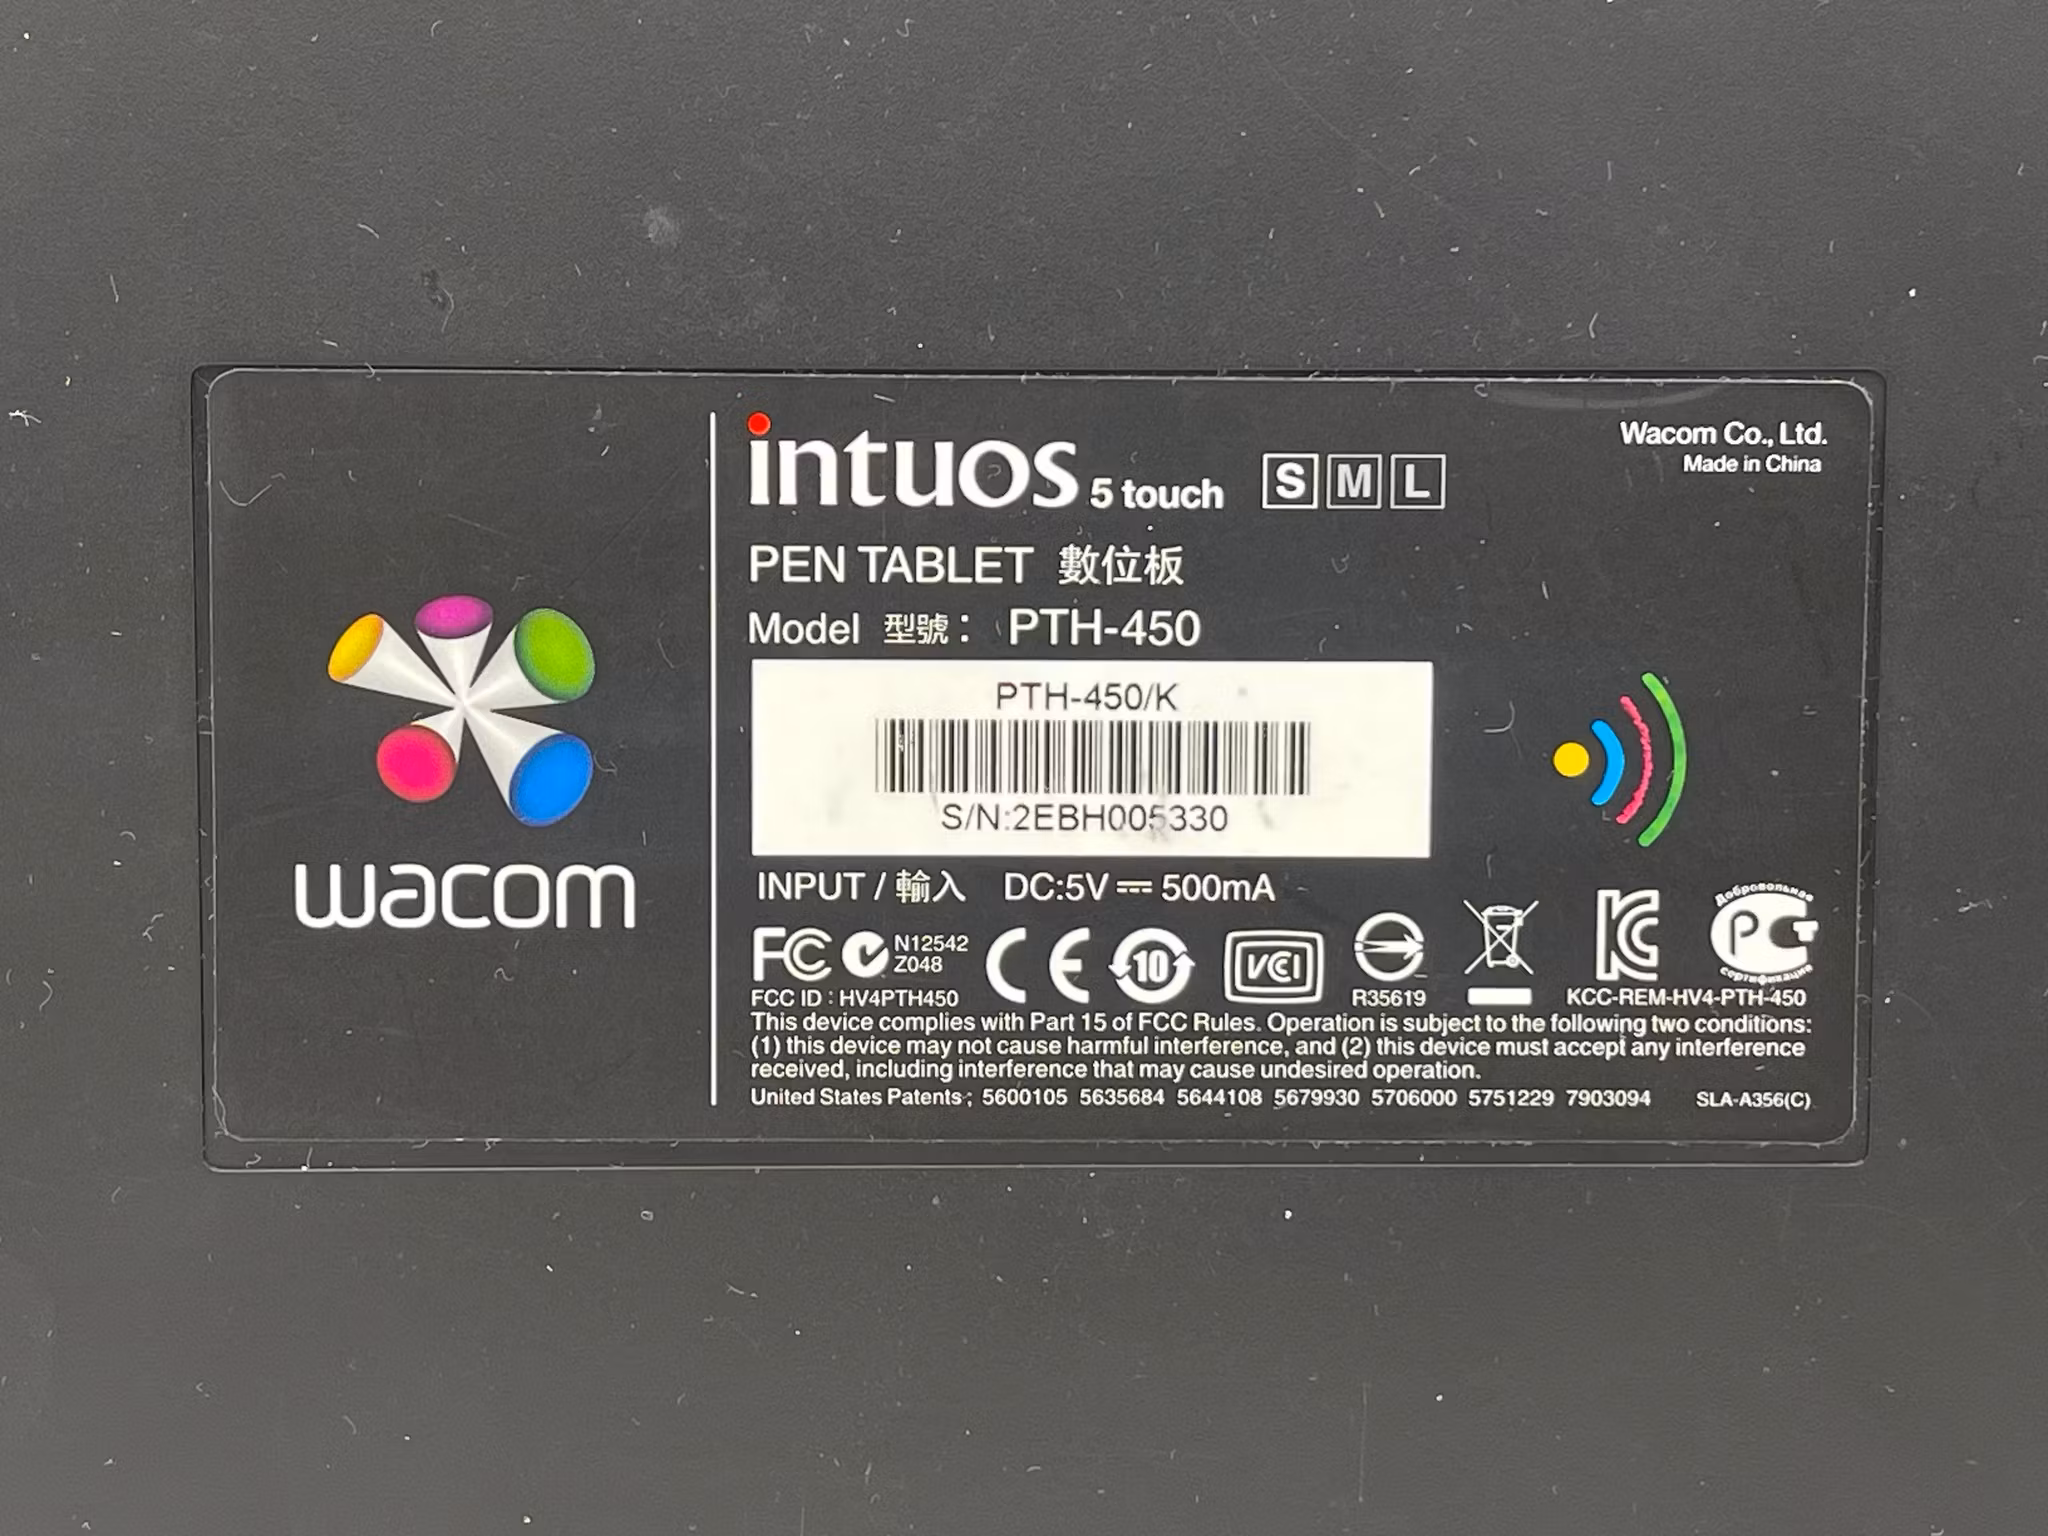 wacom
intuos 5 touch S M L
Wacom Co., Ltd.
Made in China
PEN TABLET 數位板
Model 型號： PTH-450
PTH-450/K
S/N:2EBH005330
INPUT / 輸入 DC:5V ⎓ 500mA
FC N12542 CE 10 VCI KC PCT
Z048
Добровольная
сертификация
FCC ID : HV4PTH450 R35619 KCC-REM-HV4-PTH-450
This device complies with Part 15 of FCC Rules. Operation is subject to the following two conditions:
(1) this device may not cause harmful interference, and (2) this device must accept any interference
received, including interference that may cause undesired operation.
United States Patents ; 5600105 5635684 5644108 5679930 5706000 5751229 7903094 SLA-A356(C)